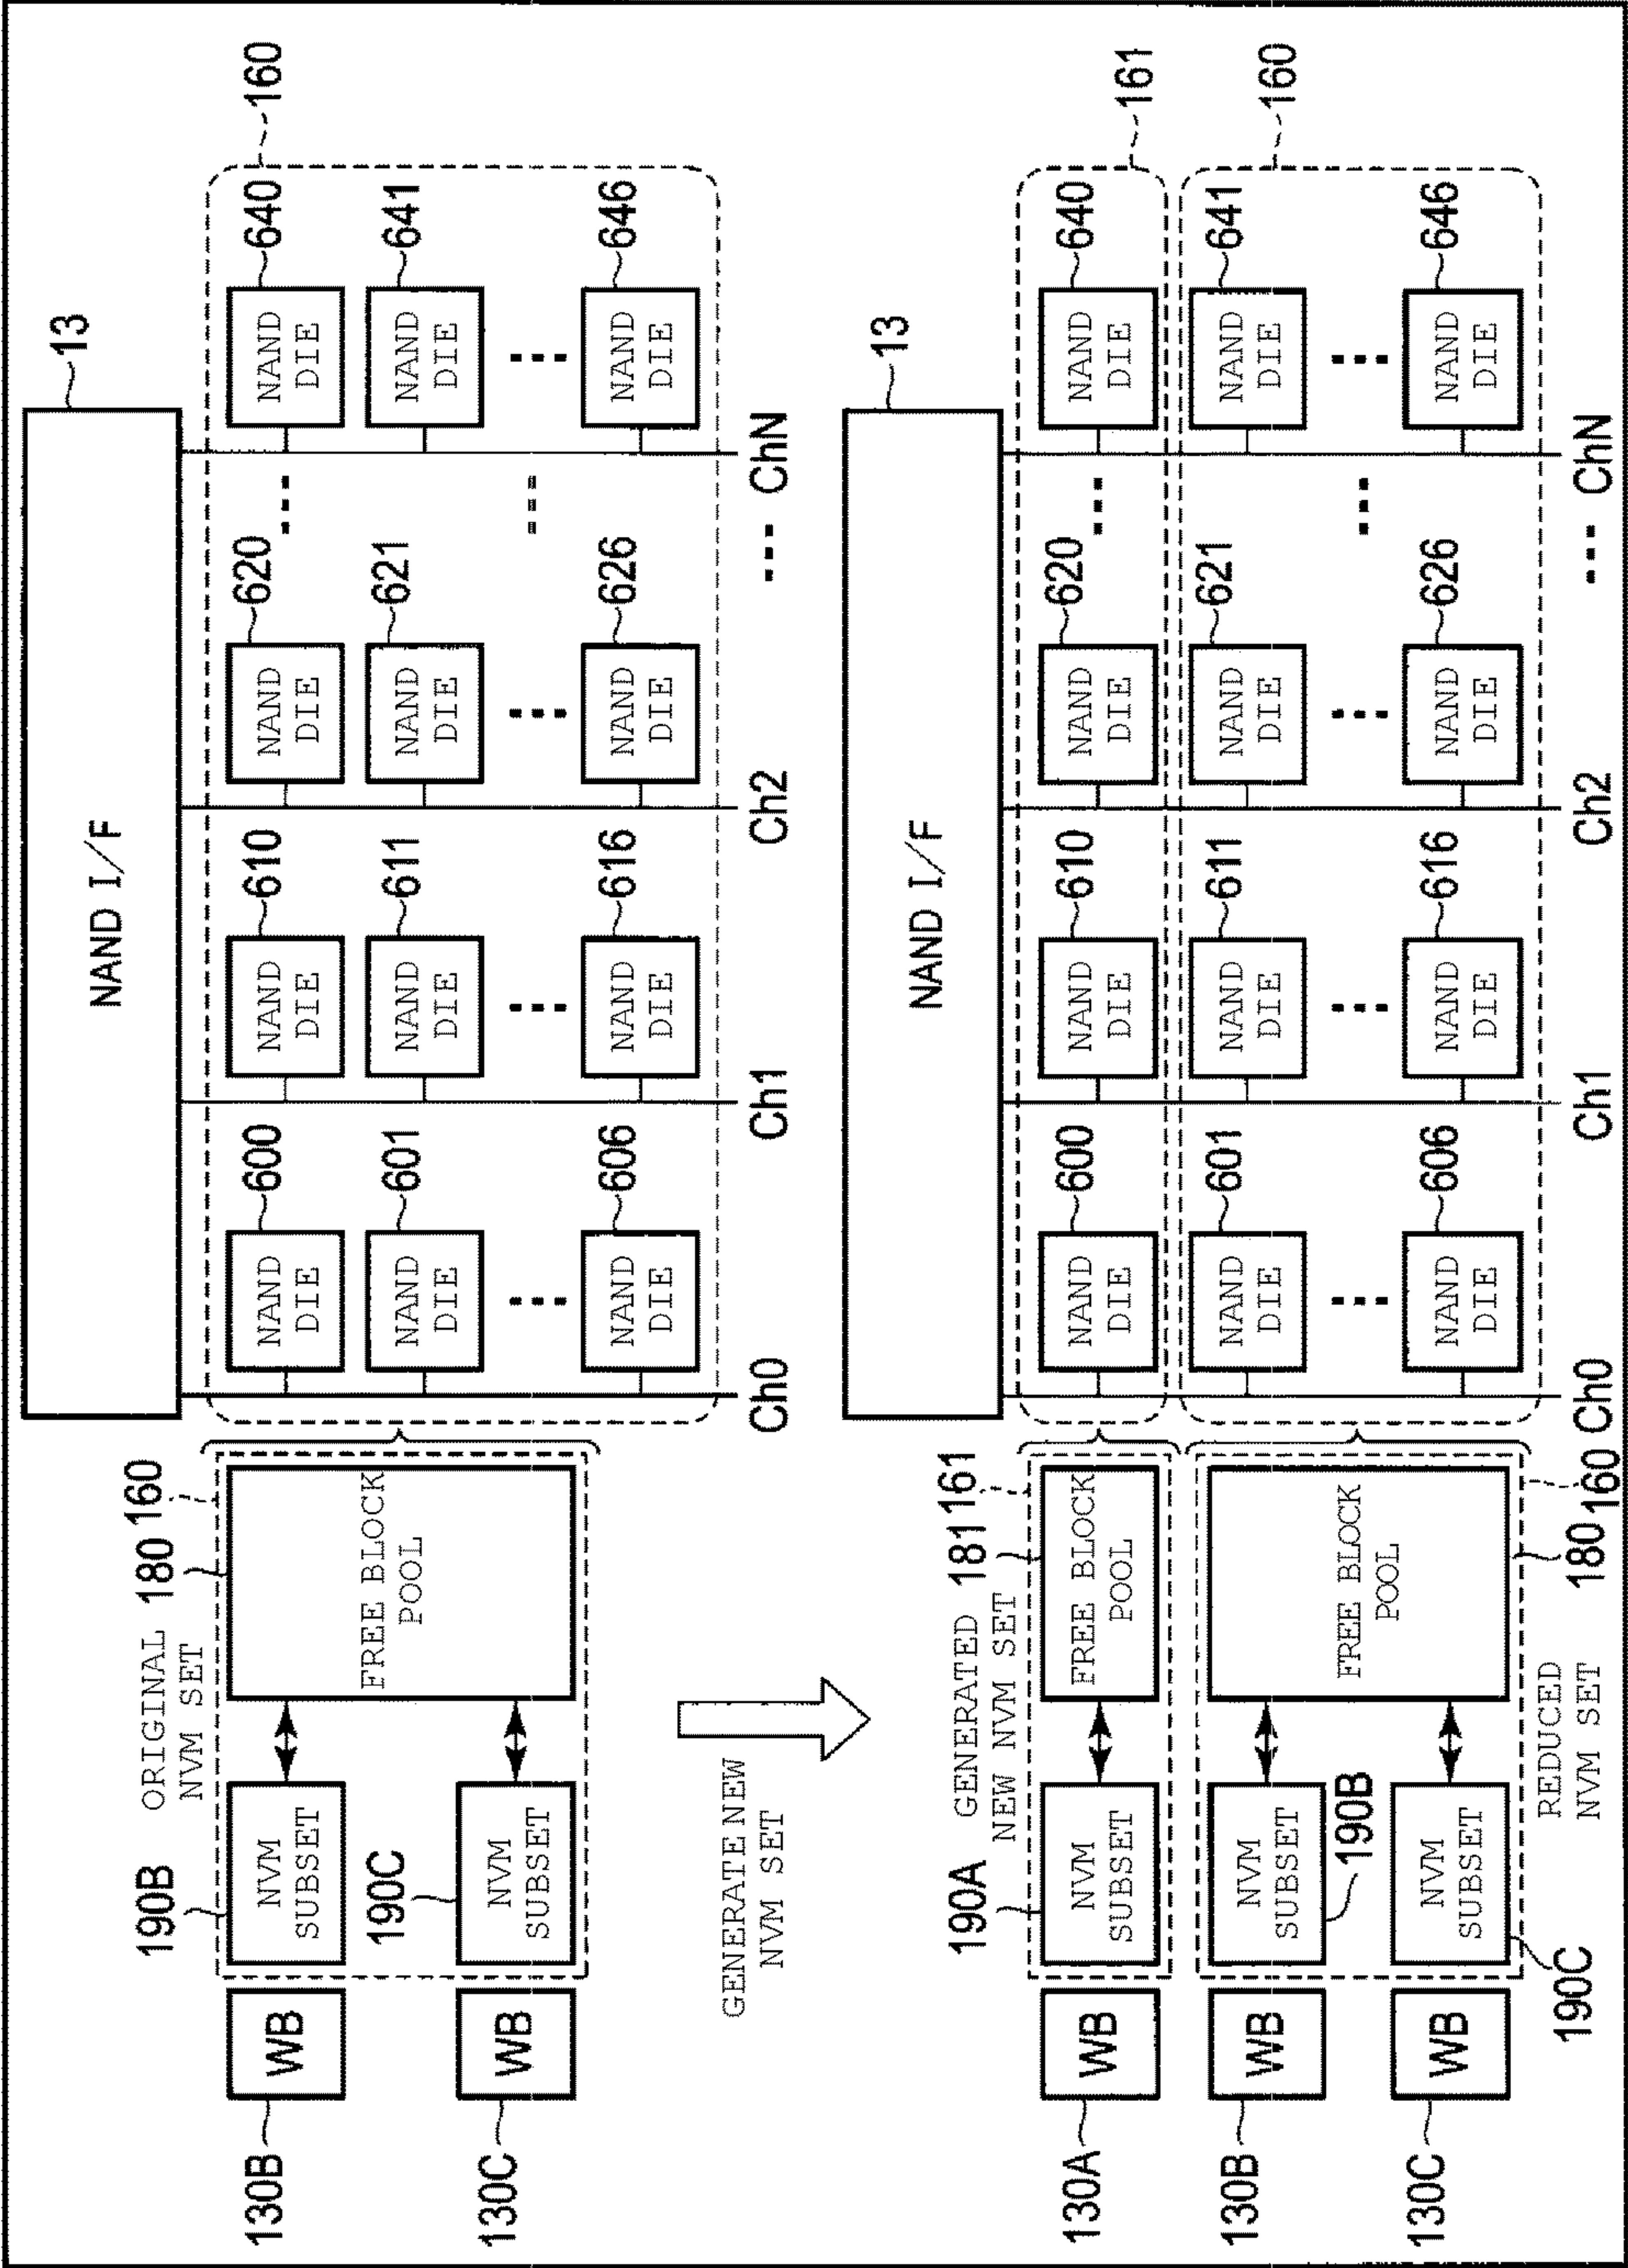 13
NAND I/F
190B
ORIGINAL
NVM SET
180
160
130B
WB
NVM
SUBSET
FREE BLOCK
POOL
600
610
620
640
160
NAND
DIE
NAND
DIE
NAND
DIE
...
NAND
DIE
190C
601
611
621
641
NAND
DIE
NAND
DIE
NAND
DIE
NAND
DIE
130C
WB
NVM
SUBSET
...
...
...
...
...
606
616
626
646
NAND
DIE
NAND
DIE
NAND
DIE
NAND
DIE
Ch0
Ch1
Ch2
...
ChN
GENERATE NEW
NVM SET
13
NAND I/F
190A
GENERATED
NEW NVM SET
181
161
130A
WB
NVM
SUBSET
FREE BLOCK
POOL
600
610
620
640
161
NAND
DIE
NAND
DIE
NAND
DIE
...
NAND
DIE
130B
WB
NVM
SUBSET
190B
FREE BLOCK
POOL
601
611
621
641
160
NAND
DIE
NAND
DIE
NAND
DIE
NAND
DIE
...
...
...
...
...
130C
WB
NVM
SUBSET
606
616
626
646
NAND
DIE
NAND
DIE
NAND
DIE
NAND
DIE
190C
REDUCED
NVM SET
180
160
Ch0
Ch1
Ch2
...
ChN